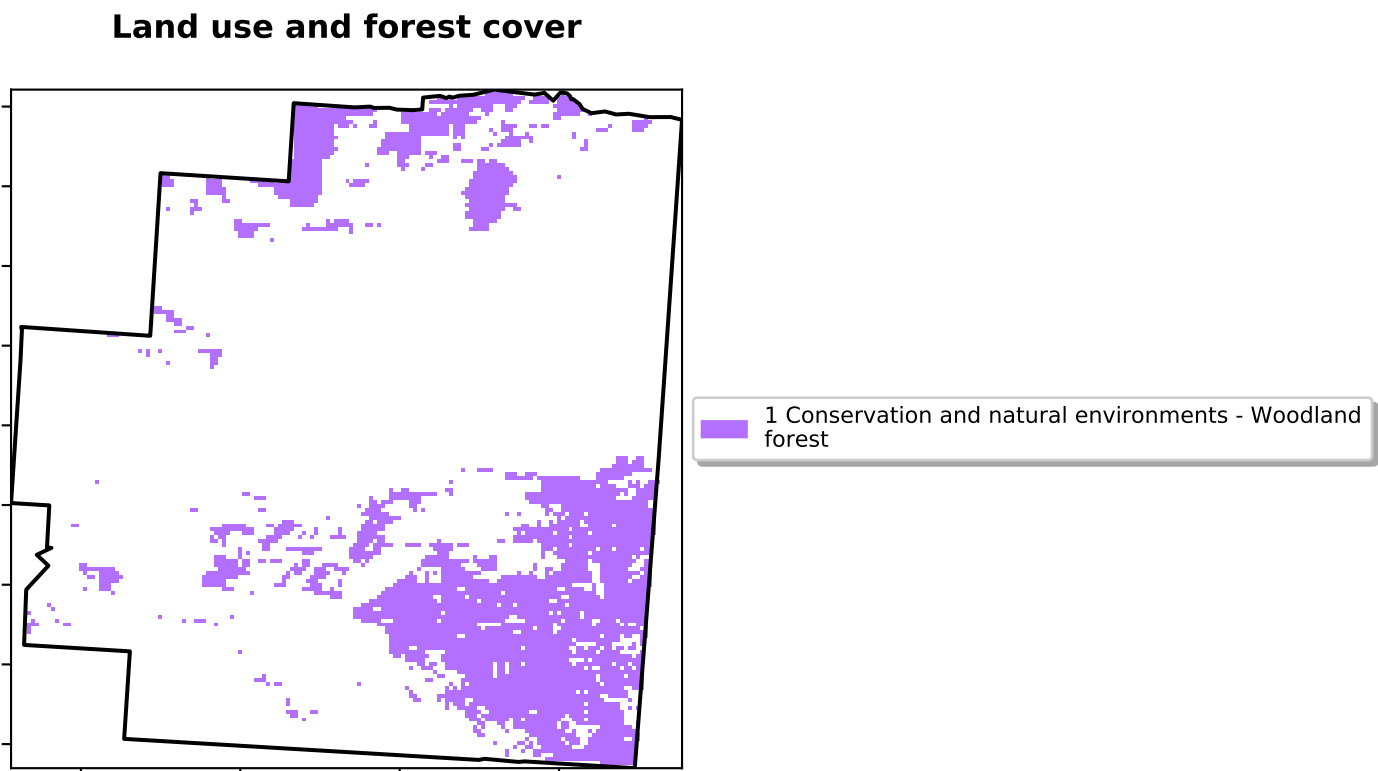 Land use and forest cover
1 Conservation and natural environments - Woodland
forest